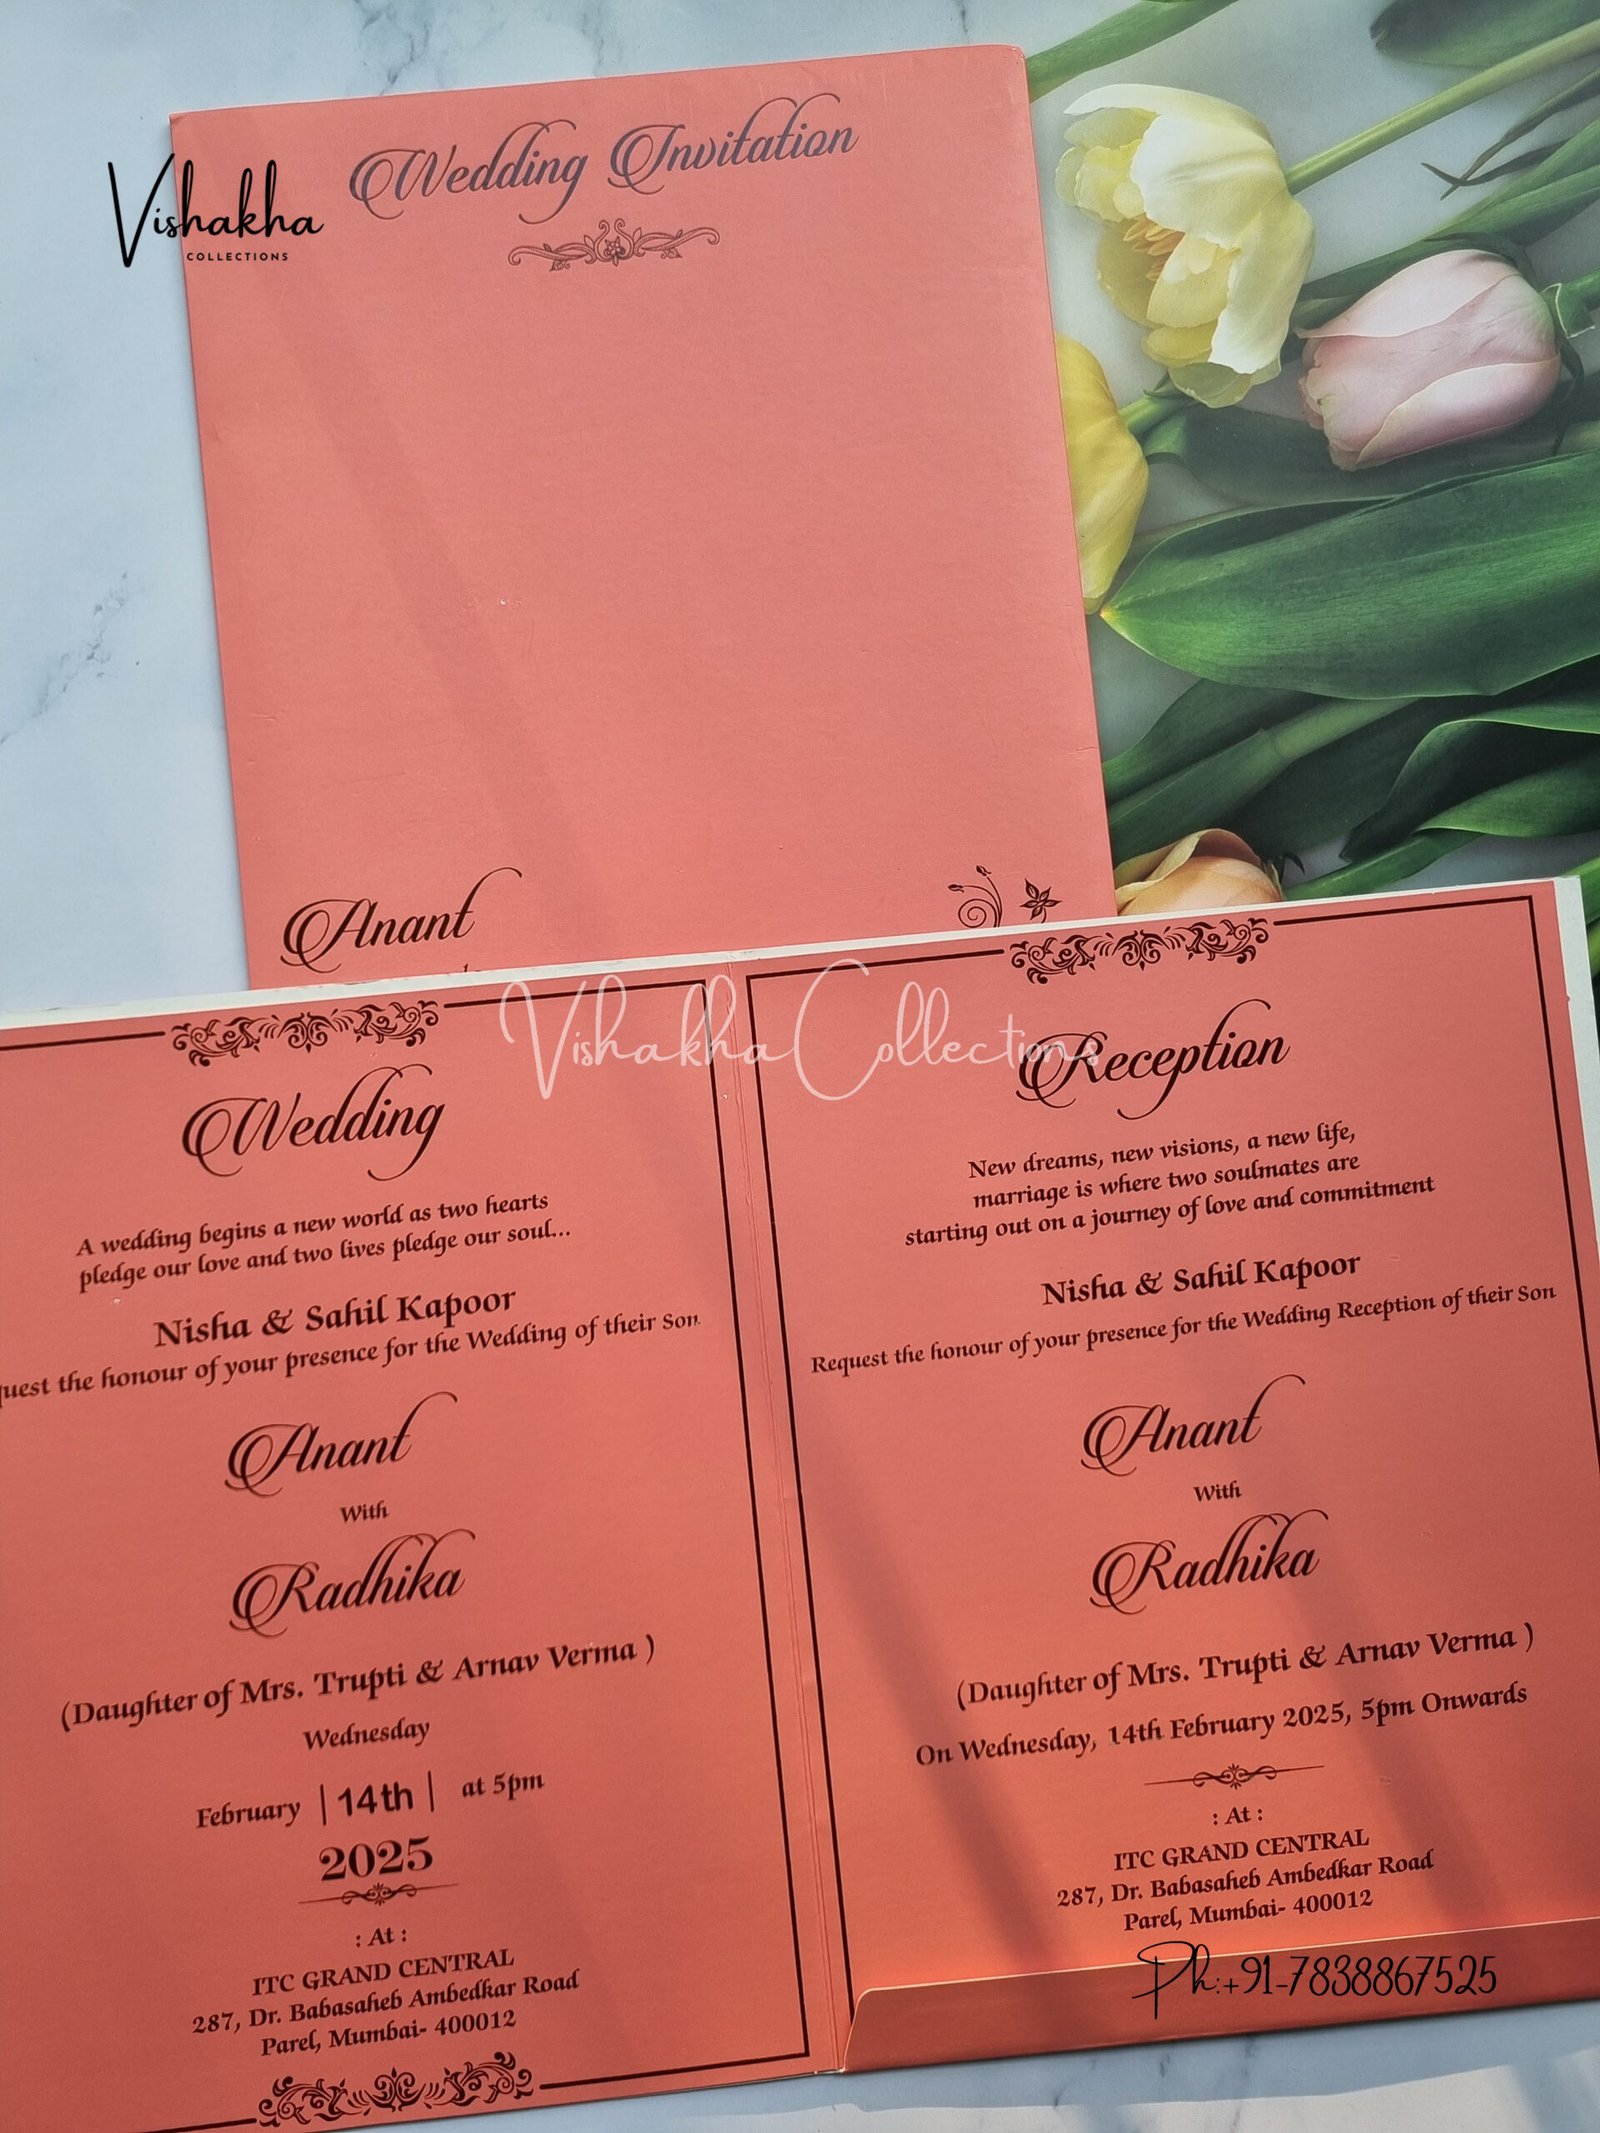 Vishakha
COLLECTIONS
Wedding Invitation
Anant
Vishakha Collections
Wedding
A wedding begins a new world as two hearts
pledge our love and two lives pledge our soul...
Nisha & Sahil Kapoor
quest the honour of your presence for the Wedding of their Son
Anant
With
Radhika
(Daughter of Mrs. Trupti & Arnav Verma )
Wednesday
February | 14th | at 5pm
2025
: At :
ITC GRAND CENTRAL
287, Dr. Babasaheb Ambedkar Road
Parel, Mumbai- 400012
Reception
New dreams, new visions, a new life,
marriage is where two soulmates are
starting out on a journey of love and commitment
Nisha & Sahil Kapoor
Request the honour of your presence for the Wedding Reception of their Son
Anant
With
Radhika
(Daughter of Mrs. Trupti & Arnav Verma )
On Wednesday, 14th February 2025, 5pm Onwards
: At :
ITC GRAND CENTRAL
287, Dr. Babasaheb Ambedkar Road
Parel, Mumbai- 400012
Ph:+91-7838867525